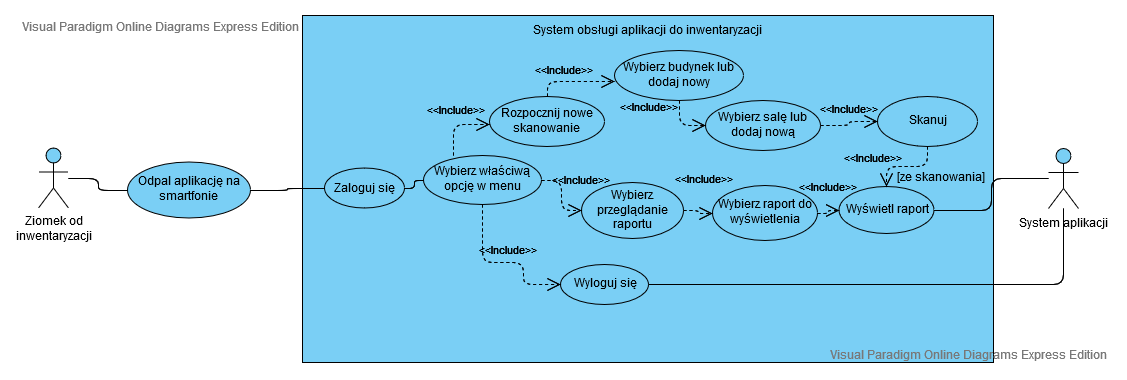 Visual Paradigm Online Diagrams Express Edition
System obsługi aplikacji do inwentaryzacji
<<Include>>
Wybierz budynek lub
dodaj nowy
<<Include>>
Rozpocznij nowe
skanowanie
<<Include>>
Wybierz salę lub
dodaj nową
<<Include>>
Skanuj
<<Include>>
[ze skanowania]
Ziomek od
inwentaryzacji
Odpal aplikację na
smartfonie
Zaloguj się
Wybierz właściwą
opcję w menu
<<Include>>
Wybierz
przeglądanie
raportu
<<Include>>
Wybierz raport do
wyświetlenia
<<Include>>
Wyświetl raport
System aplikacji
<<Include>>
Wyloguj się
Visual Paradigm Online Diagrams Express Edition